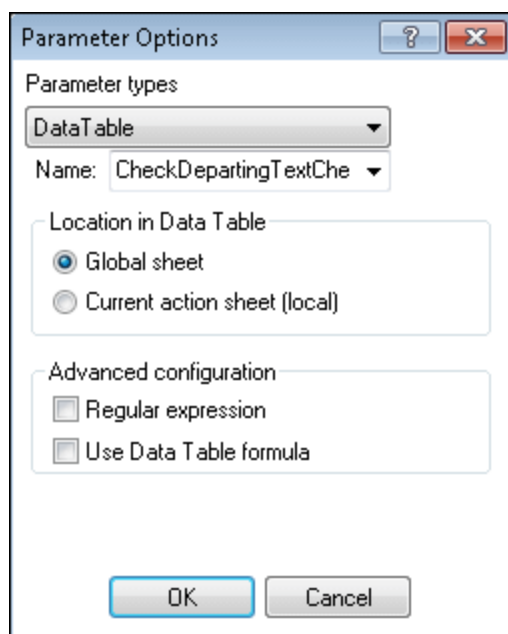 Parameter Options
?
Parameter types
DataTable
Name: CheckDepartingTextChe
Location in Data Table
Global sheet
Current action sheet (local)
Advanced configuration
Regular expression
Use Data Table formula
OK Cancel